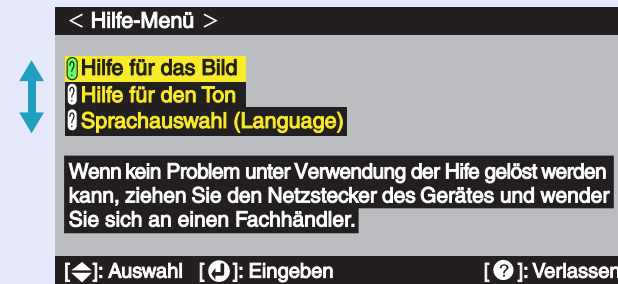 < Hilfe-Menü >
Hilfe für das Bild
Hilfe für den Ton
Sprachauswahl (Language)
Wenn kein Problem unter Verwendung der Hife gelöst werden
kann, ziehen Sie den Netzstecker des Gerätes und wender
Sie sich an einen Fachhändler.
[ ]: Auswahl [ ]: Eingeben [?]: Verlassen